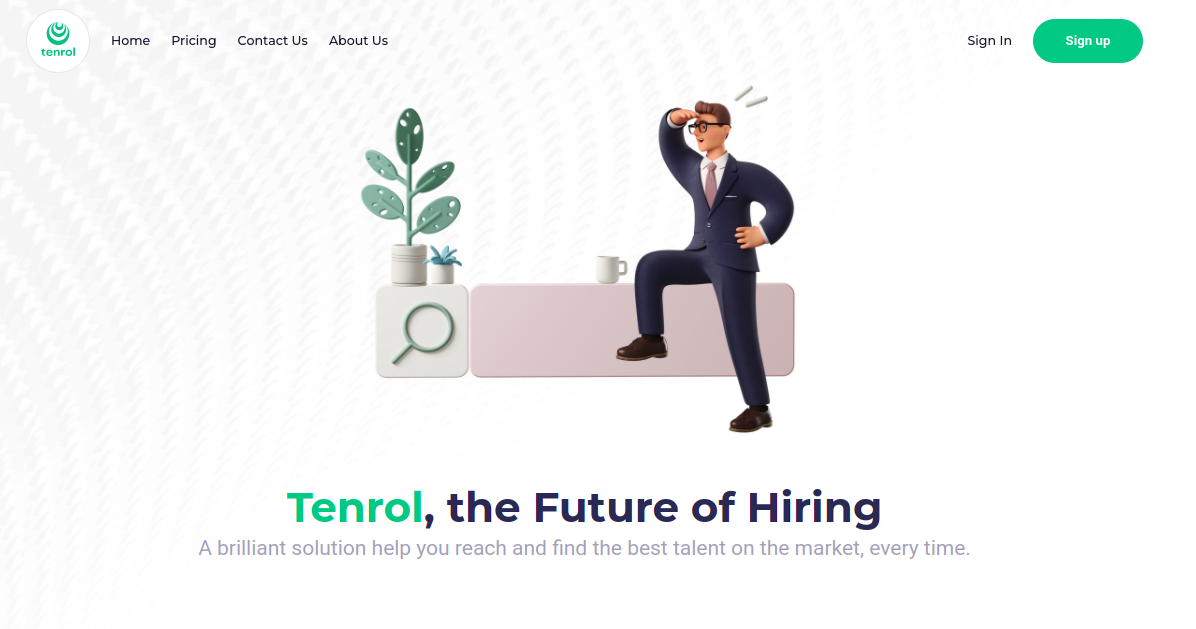 tenrol
Home
Pricing
Contact Us
About Us
Sign In
Sign up
Tenrol, the Future of Hiring
A brilliant solution help you reach and find the best talent on the market, every time.